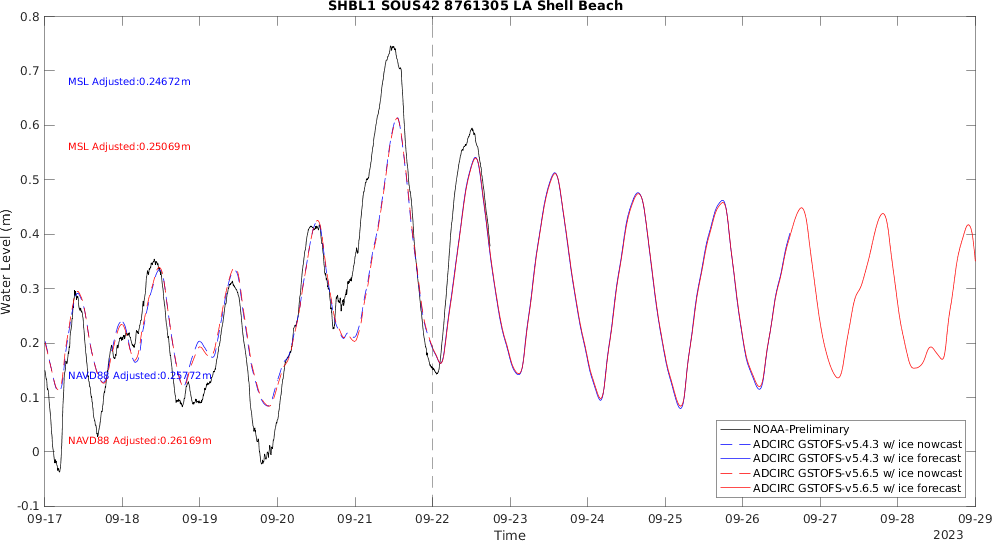 SHBL1 SOUS42 8761305 LA Shell Beach
0.8
0.7
0.6
0.5
0.4
0.3
0.2
0.1
0
-0.1
Water Level (m)
MSL Adjusted:0.24672m
MSL Adjusted:0.25069m
NAVD88 Adjusted:0.25772m
NAVD88 Adjusted:0.26169m
NOAA-Preliminary
ADCIRC GSTOFS-v5.4.3 w/ ice nowcast
ADCIRC GSTOFS-v5.4.3 w/ ice forecast
ADCIRC GSTOFS-v5.6.5 w/ ice nowcast
ADCIRC GSTOFS-v5.6.5 w/ ice forecast
09-17 09-18 09-19 09-20 09-21 09-22 09-23 09-24 09-25 09-26 09-27 09-28 09-29
Time
2023